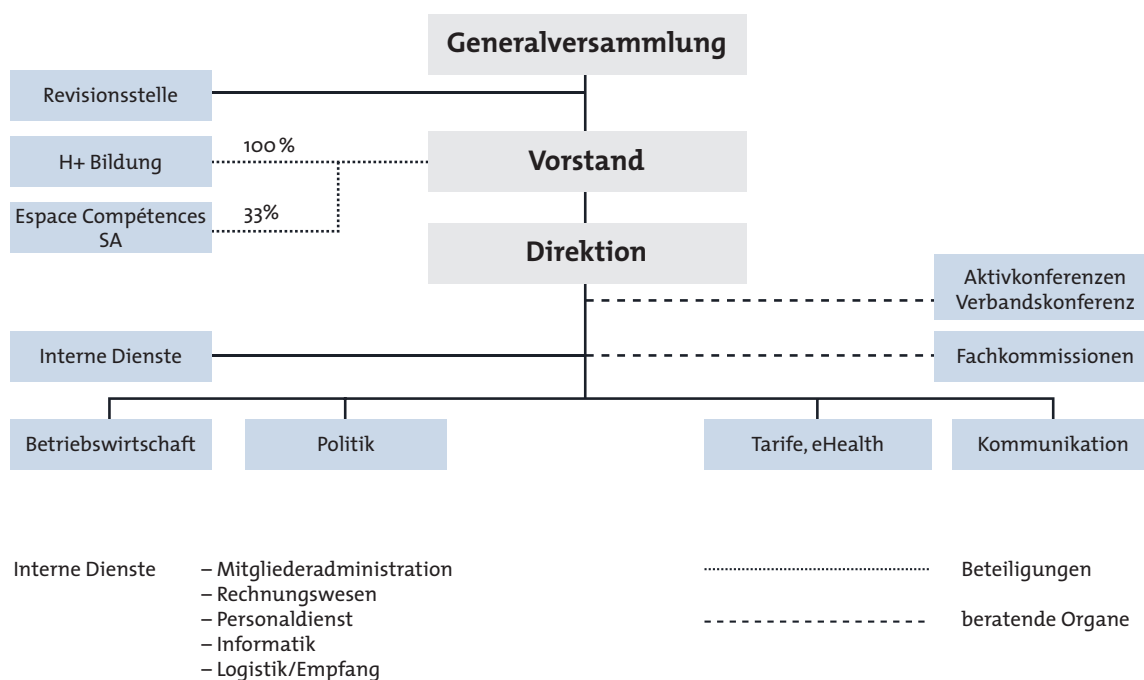 Generalversammlung
Revisionsstelle
H+ Bildung
100 %
Vorstand
Espace Compétences
SA
33%
Direktion
Aktivkonferenzen
Verbandskonferenz
Interne Dienste
Fachkommissionen
Betriebswirtschaft
Politik
Tarife, eHealth
Kommunikation
Interne Dienste
– Mitgliederadministration
– Rechnungswesen
– Personaldienst
– Informatik
– Logistik/Empfang
Beteiligungen
beratende Organe